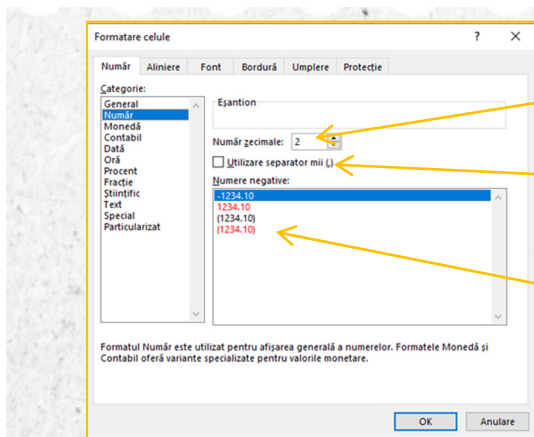 Formatare celule
? ×
Număr Aliniere Font Bordură Umplere Protecție
Categorie:
General
Număr
Monedă
Contabil
Dată
Oră
Procent
Fracție
Științific
Text
Special
Particularizat
Eșantion
Număr zecimale: 2
Utilizare separator mii (,)
Numere negative:
-1234.10
1234.10
(1234.10)
(1234.10)
Formatul Număr este utilizat pentru afișarea generală a numerelor. Formatele Monedă și
Contabil oferă variante specializate pentru valorile monetare.
OK Anulare